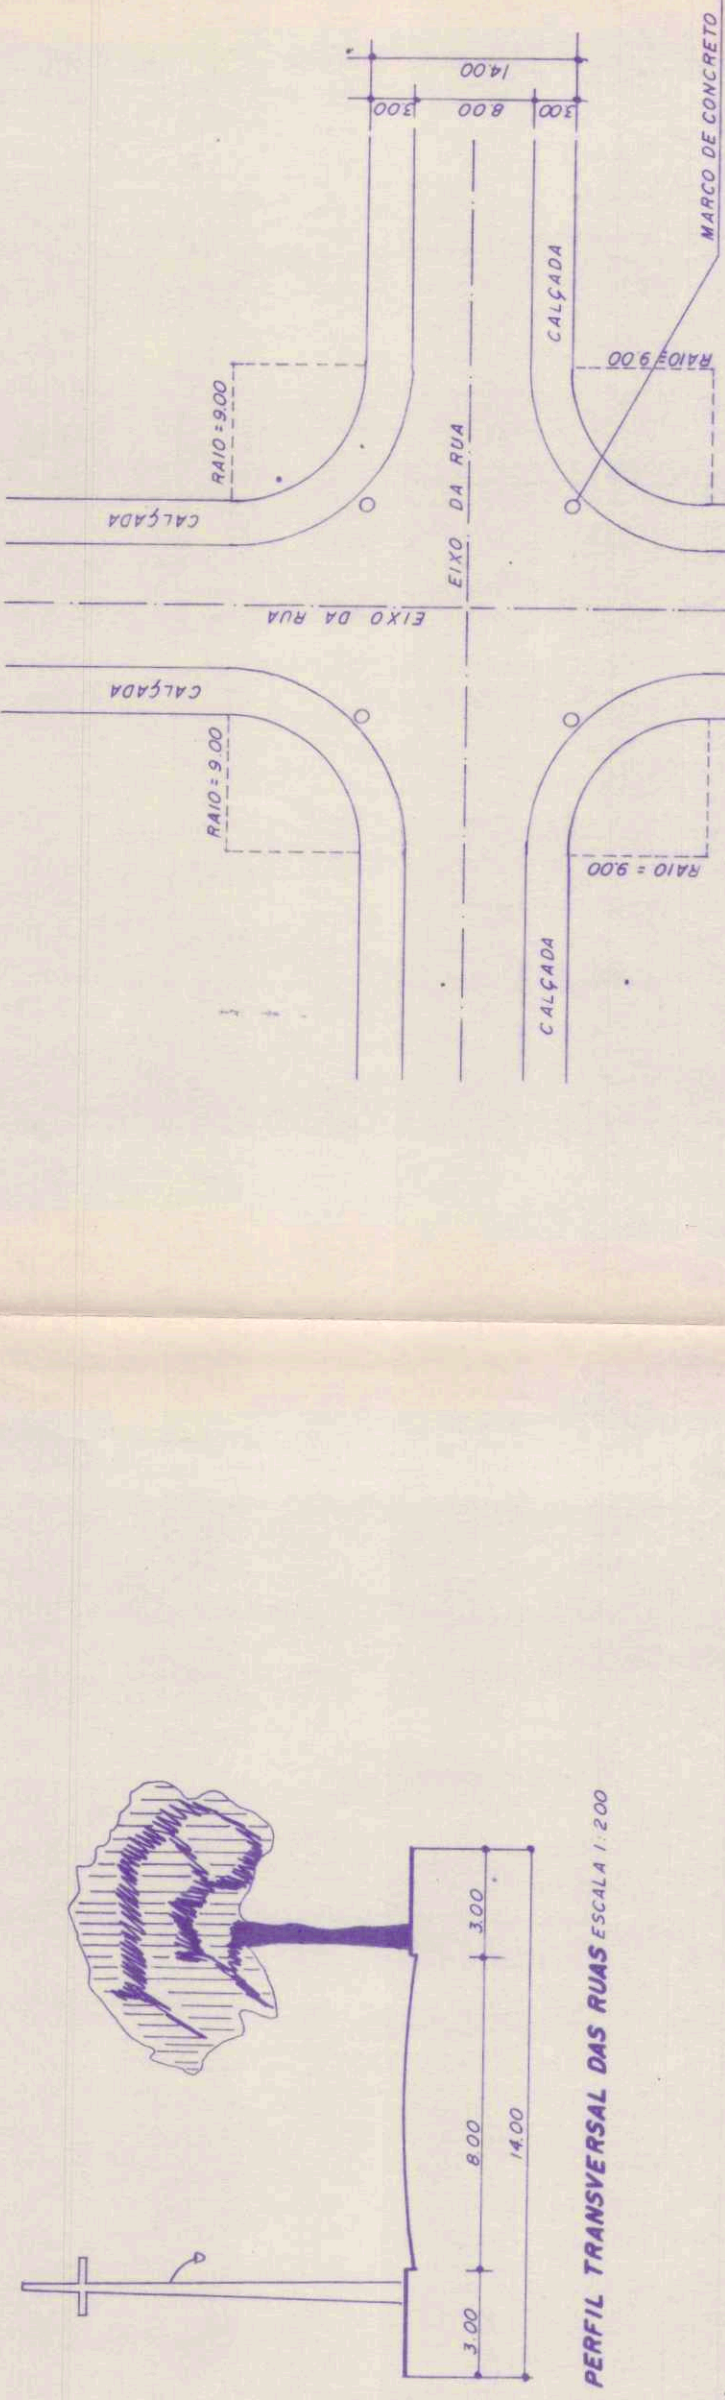 MARCO DE CONCRETO
14.00
3.00
8.00
3.00
CALÇADA
RAIO = 9.00
RAIO = 9.00
CALÇADA
EIXO DA RUA
EIXO DA RUA
CALÇADA
RAIO = 9.00
RAIO = 9.00
CALÇADA
3.00
8.00
3.00
14.00
PERFIL TRANSVERSAL DAS RUAS ESCALA 1:200